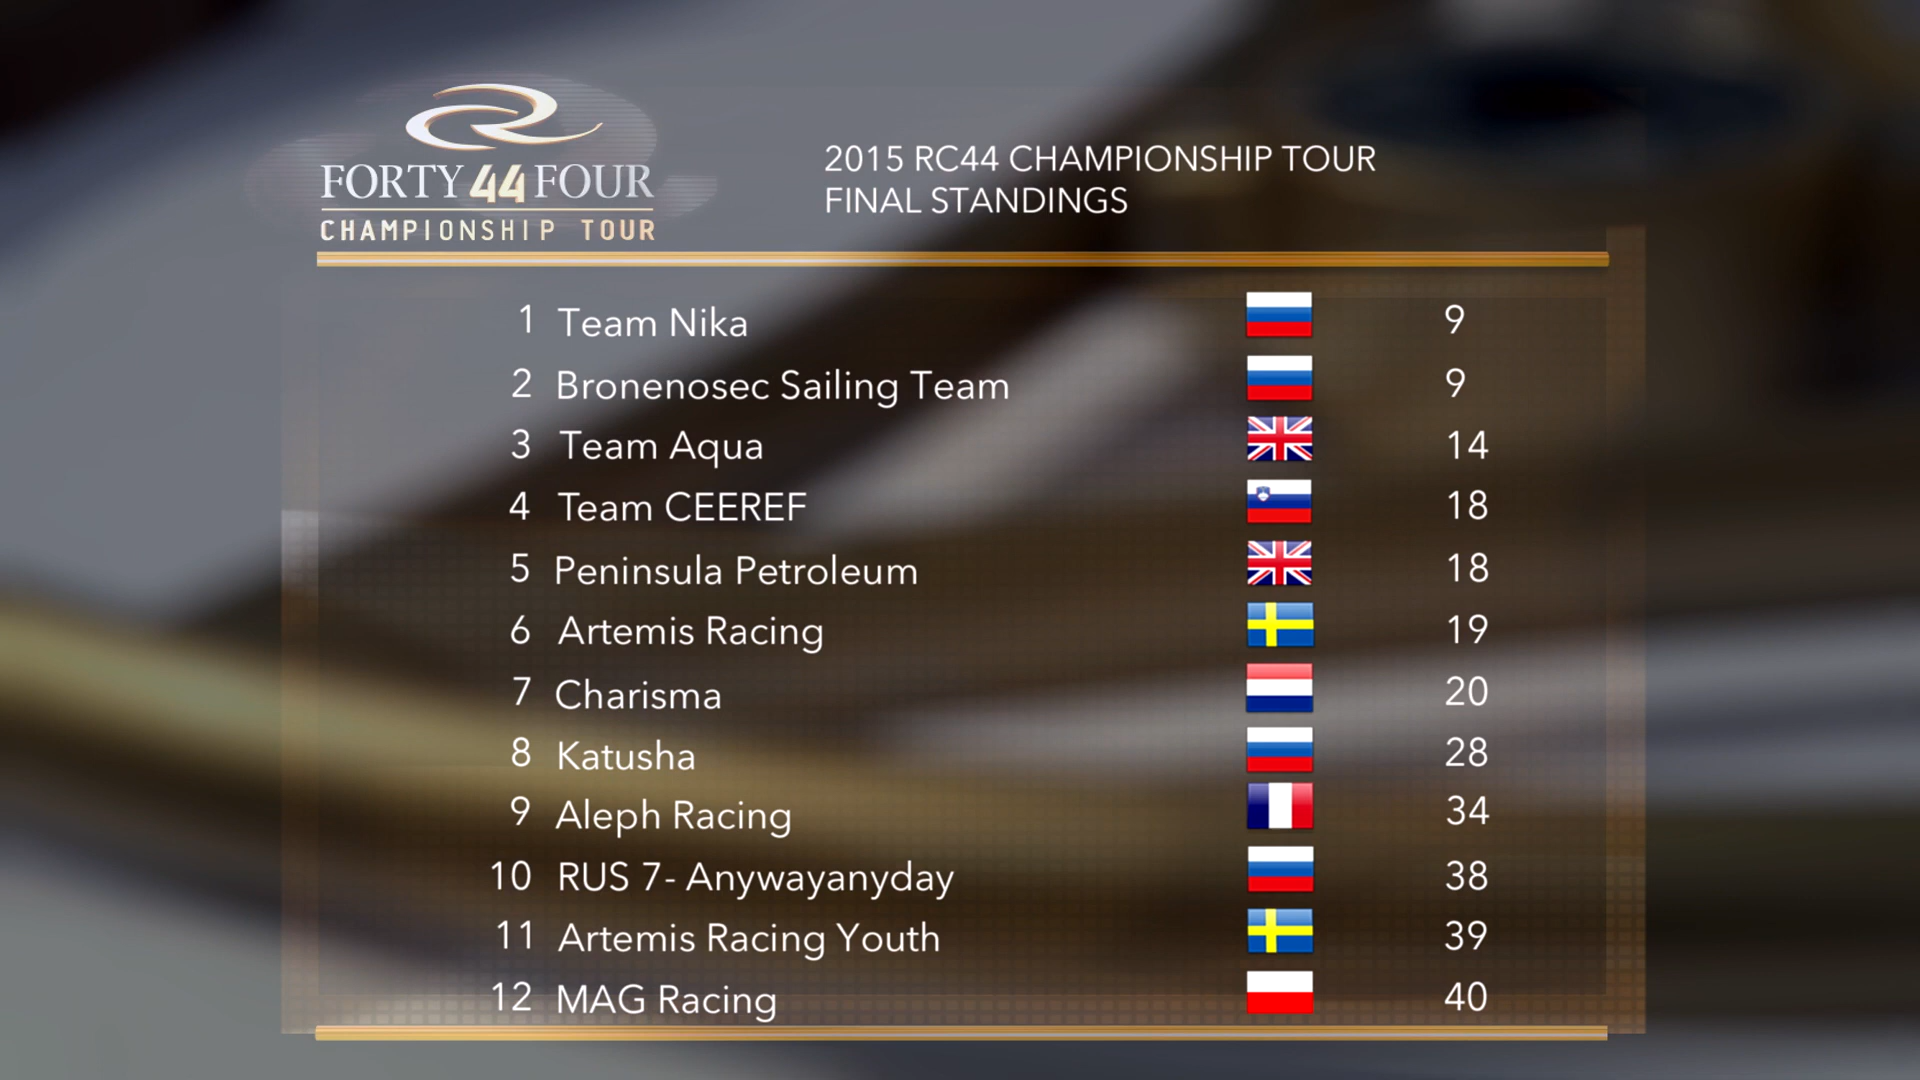 FORTY 44 FOUR
CHAMPIONSHIP TOUR
2015 RC44 CHAMPIONSHIP TOUR
FINAL STANDINGS
1 Team Nika 9
2 Bronenosec Sailing Team 9
3 Team Aqua 14
4 Team CEEREF 18
5 Peninsula Petroleum 18
6 Artemis Racing 19
7 Charisma 20
8 Katusha 28
9 Aleph Racing 34
10 RUS 7- Anywayanyday 38
11 Artemis Racing Youth 39
12 MAG Racing 40